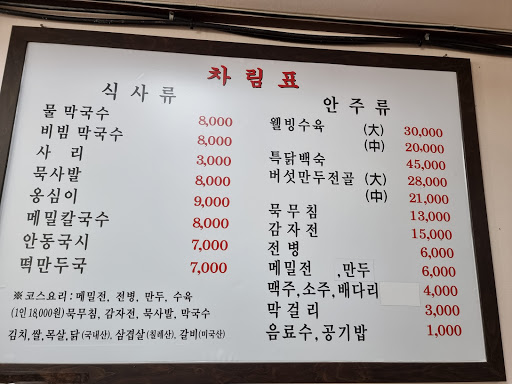 차림표
식사류
물 막국수 8,000
비빔 막국수 8,000
사 리 3,000
묵사발 8,000
옹심이 9,000
메밀칼국수 8,000
안동국시 7,000
떡만두국 7,000
※코스요리:메밀전, 전병, 만두, 수육
(1인 18,000원)묵무침, 감자전, 묵사발, 막국수
김치,쌀,목살,닭(국내산), 삼겹살(칠레산), 갈비(미국산)
안주류
웰빙수육 (大) 30,000
(中) 20,000
특닭백숙 45,000
버섯만두전골 (大) 28,000
(中) 21,000
묵무침 13,000
감자전 15,000
전병 6,000
메밀전 ,만두 6,000
맥주,소주,배다리 4,000
막걸리 3,000
음료수,공기밥 1,000